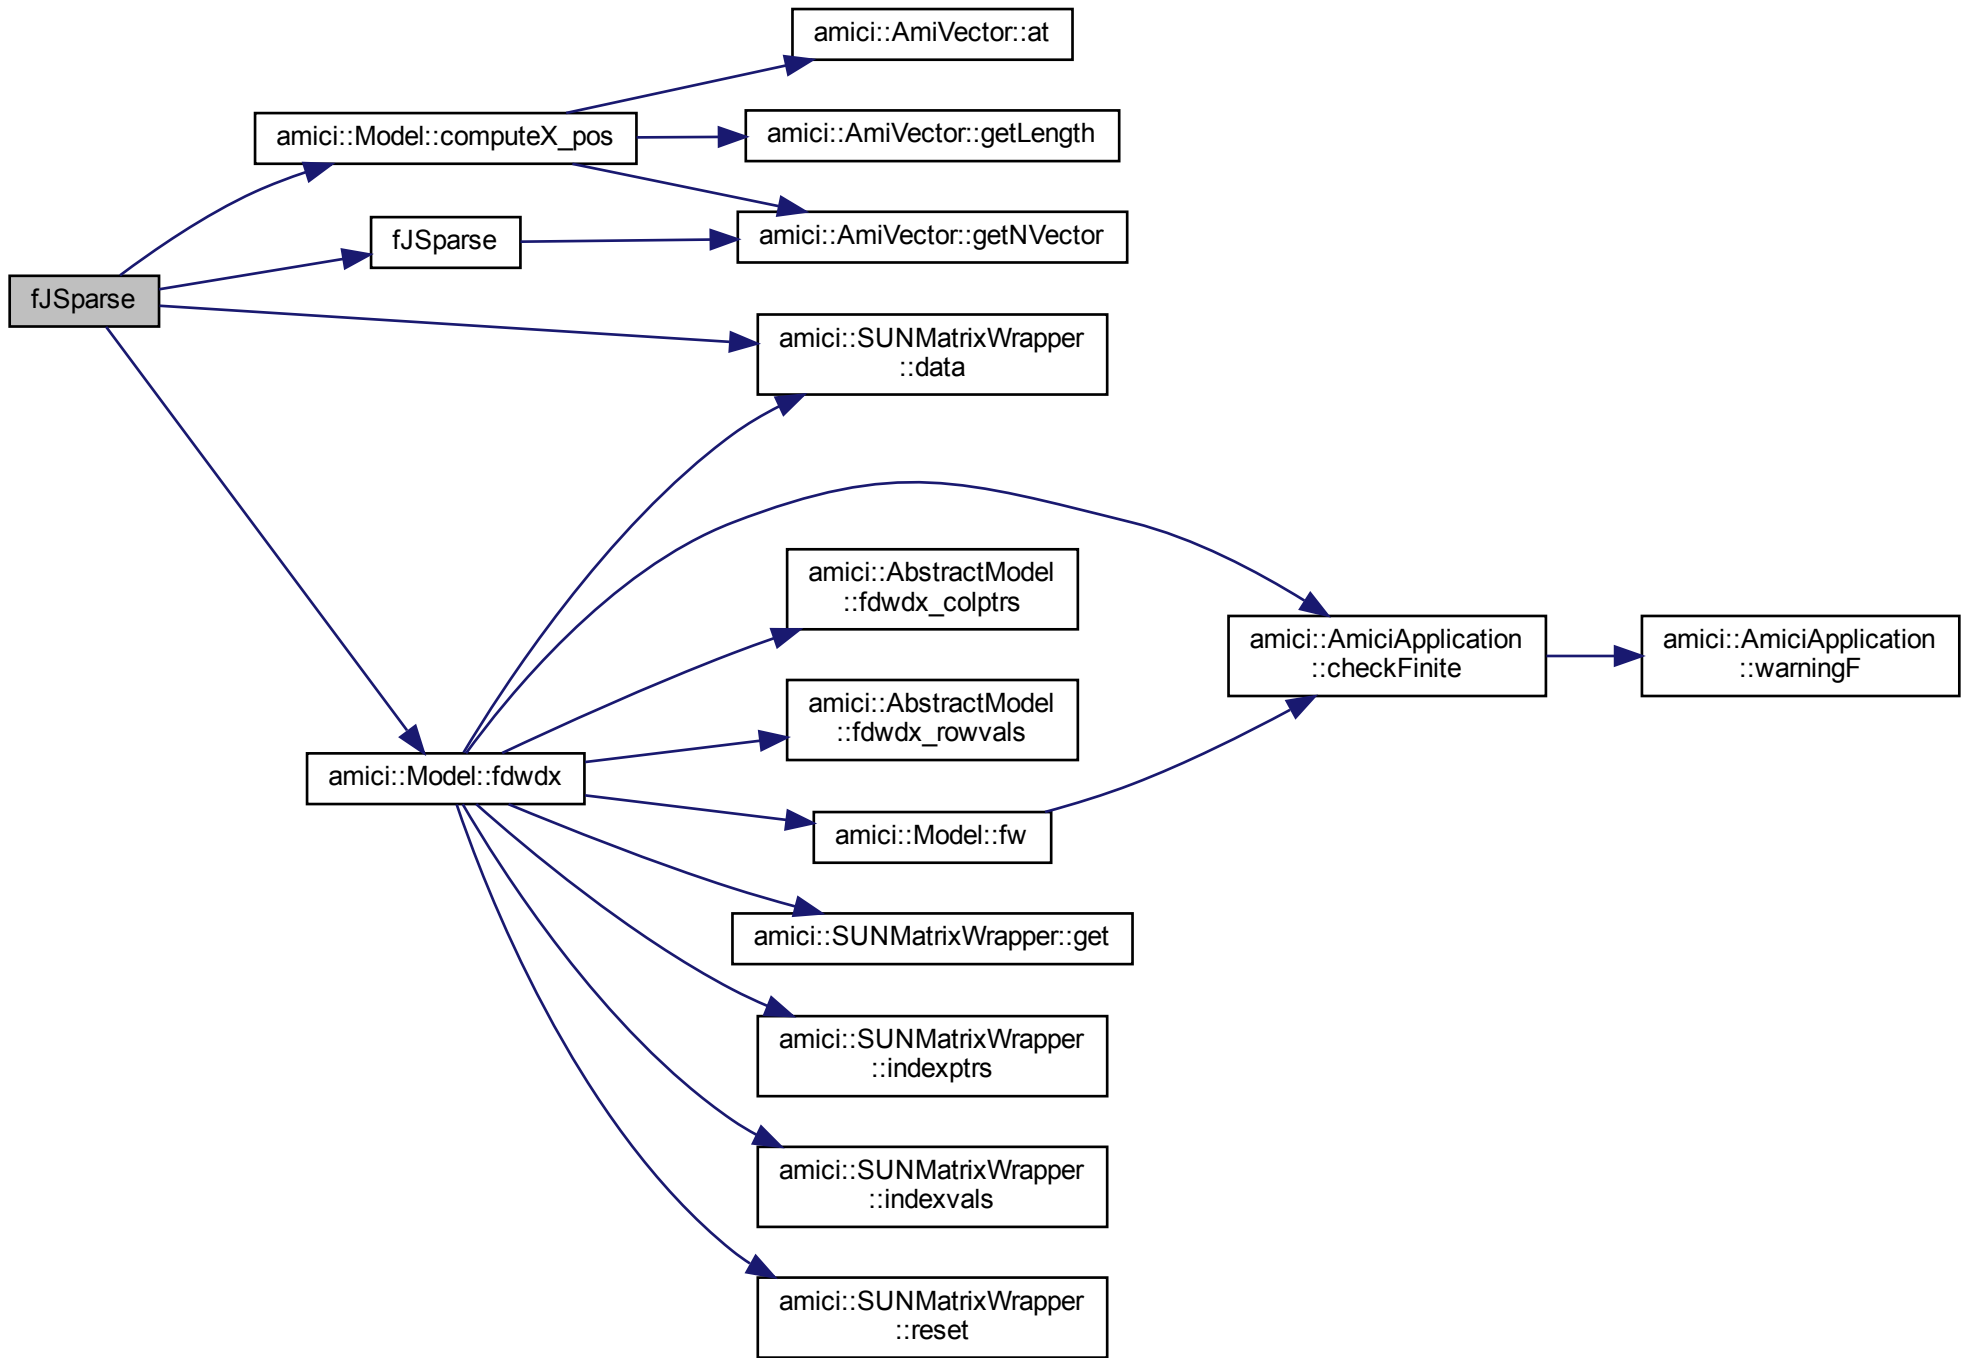 fJSparse
amici::Model::computeX_pos
amici::AmiVector::at
amici::AmiVector::getLength
amici::AmiVector::getNVector
fJSparse
amici::SUNMatrixWrapper
::data
amici::Model::fdwdx
amici::AbstractModel
::fdwdx_colptrs
amici::AbstractModel
::fdwdx_rowvals
amici::Model::fw
amici::AmiciApplication
::checkFinite
amici::AmiciApplication
::warningF
amici::SUNMatrixWrapper::get
amici::SUNMatrixWrapper
::indexptrs
amici::SUNMatrixWrapper
::indexvals
amici::SUNMatrixWrapper
::reset